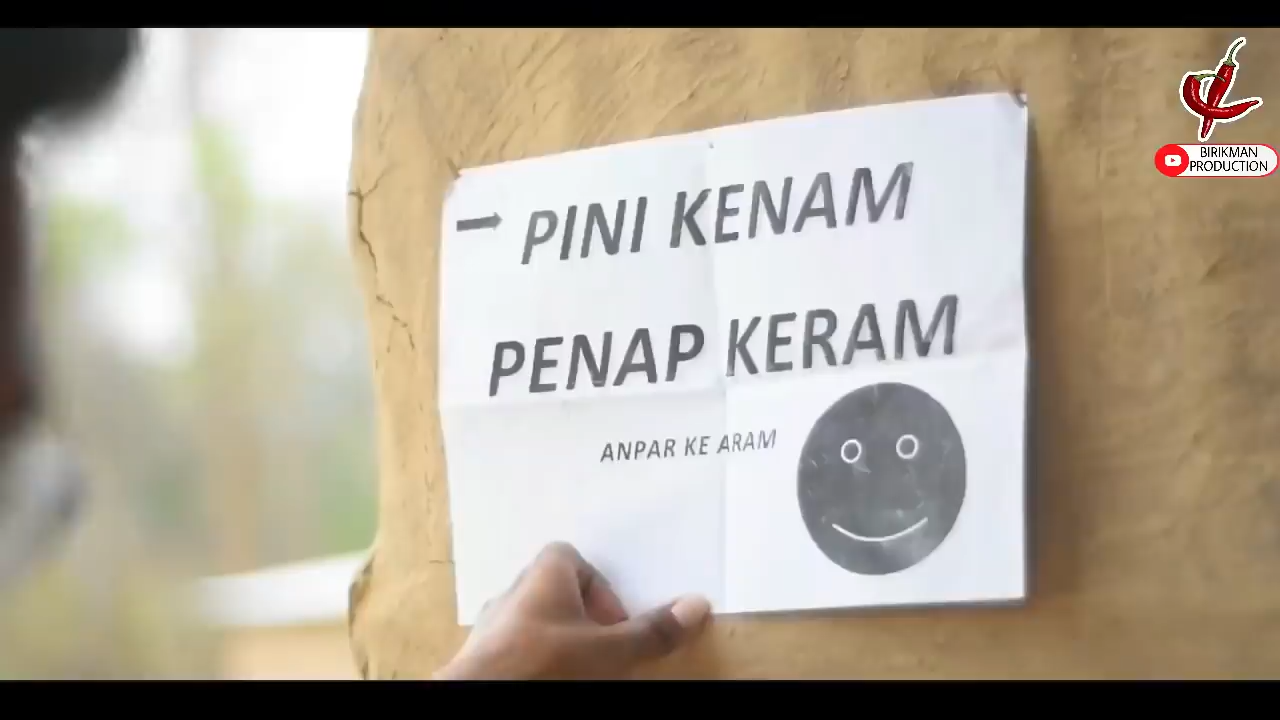 PINI KENAM
PENAP KERAM
ANPAR KE ARAM
BIRIKMAN
PRODUCTION